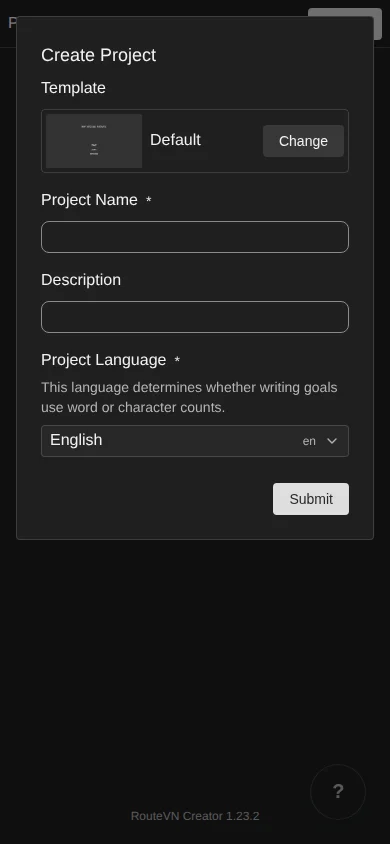 P
Create Project
Template
Default
Change
Project Name *
Description
Project Language *
This language determines whether writing goals
use word or character counts.
English
en
Submit
?
RouteVN Creator 1.23.2